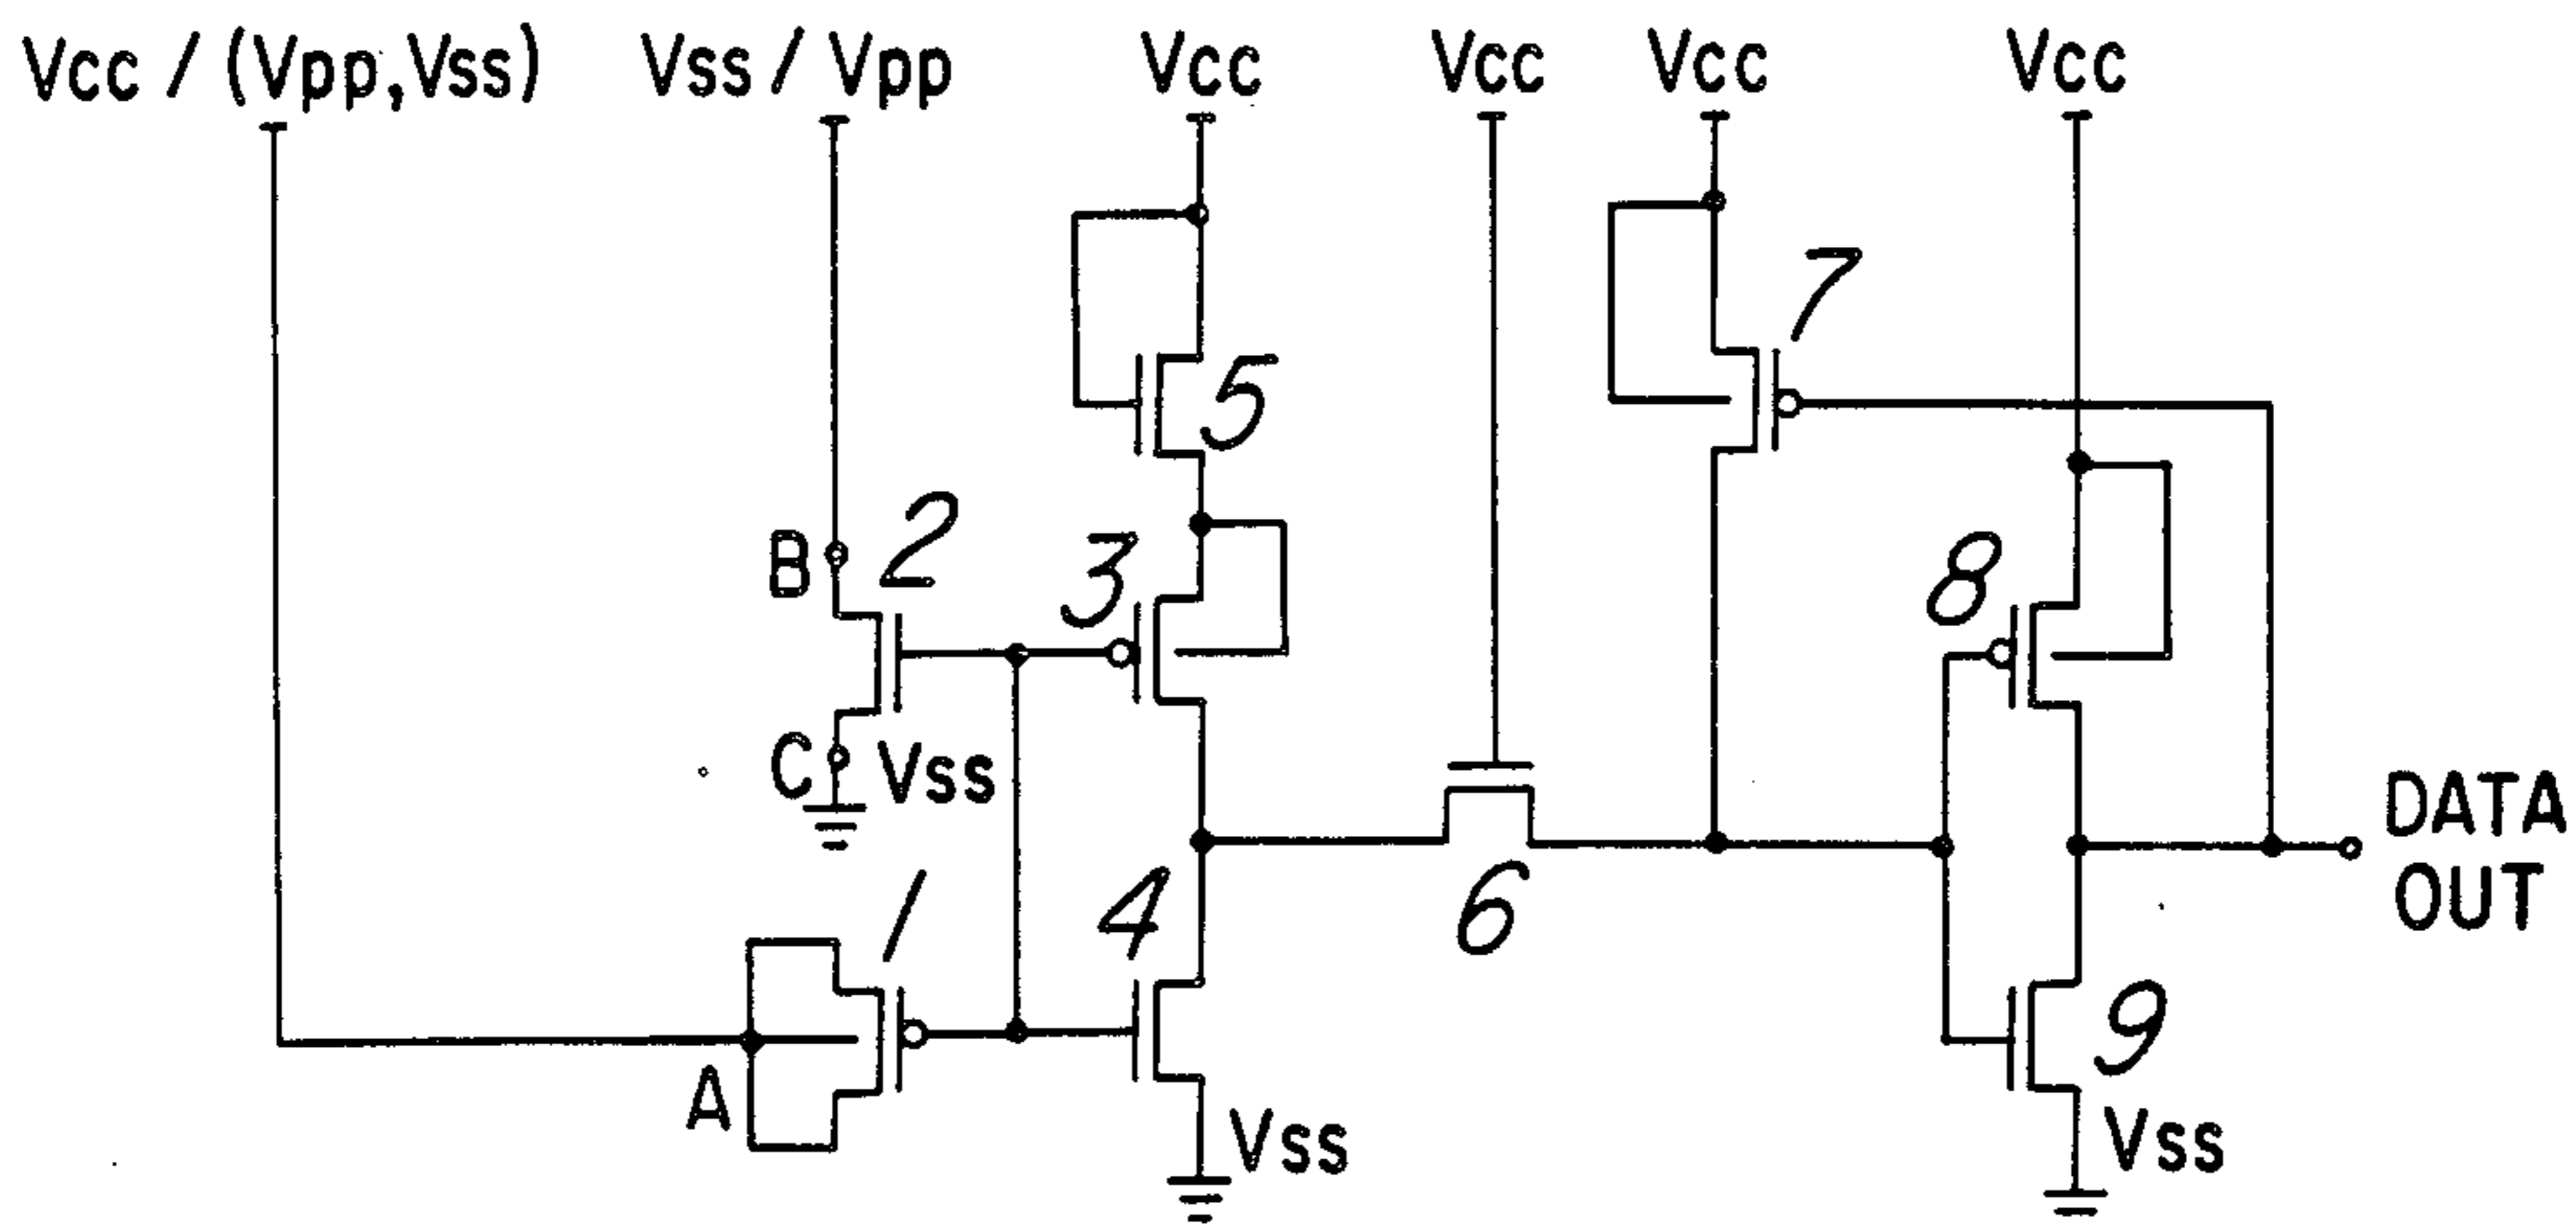 Vcc / (Vpp,Vss) Vss / Vpp Vcc Vcc Vcc Vcc
7
5
2
B
3
8
C Vss
DATA
OUT
1
4
6
9
A
Vss
Vss